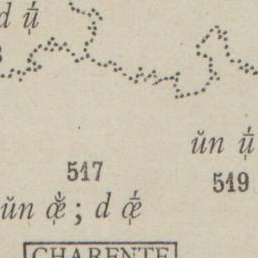 d ṷ̄́
ŭn ṷ̄́
517
519
ŭn œ̯̀; d œ̯̄́
CHARENTE